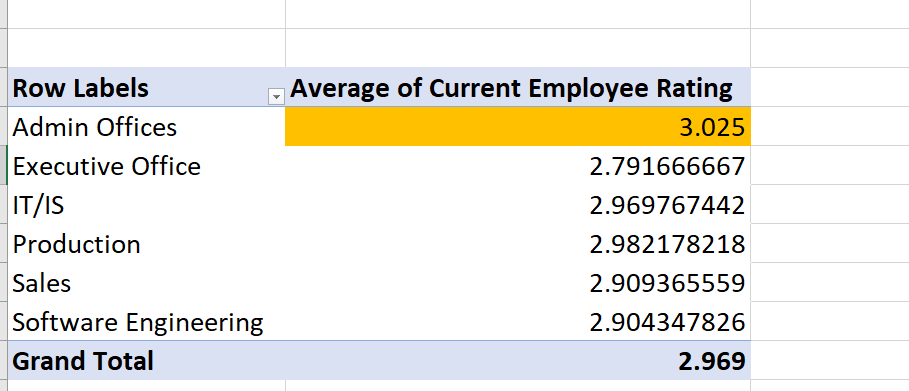 Row Labels Average of Current Employee Rating
Admin Offices 3.025
Executive Office 2.791666667
IT/IS 2.969767442
Production 2.982178218
Sales 2.909365559
Software Engineering 2.904347826
Grand Total 2.969